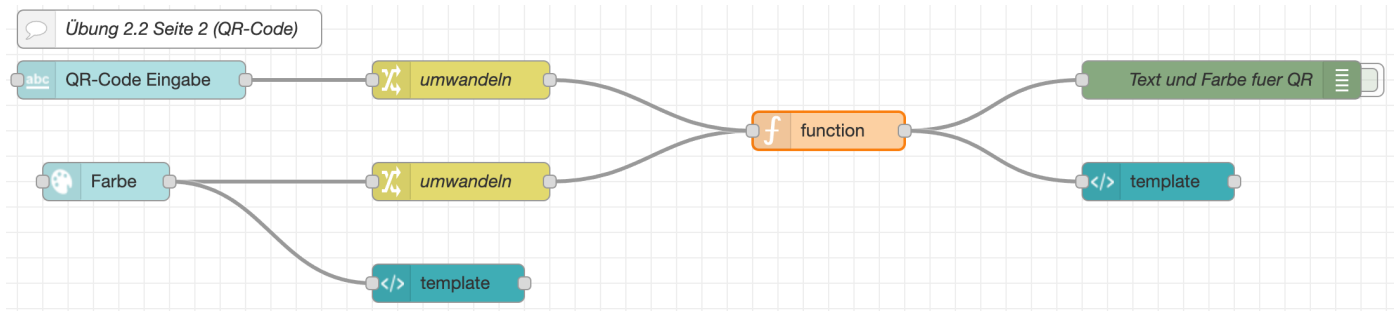 Übung 2.2 Seite 2 (QR-Code)
abc QR-Code Eingabe
umwandeln
Text und Farbe fuer QR
function
Farbe
umwandeln
</> template
</> template